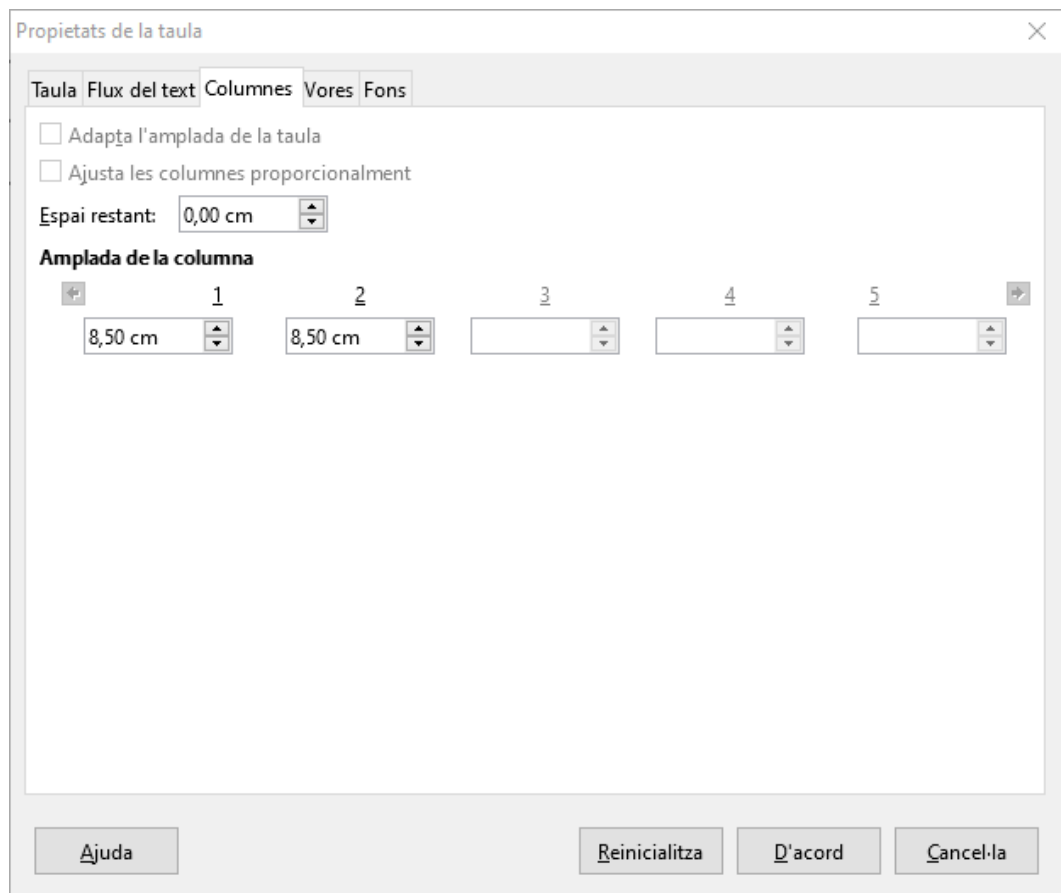 Propietats de la taula
Taula Flux del text Columnes Vores Fons
Adapta l'amplada de la taula
Ajusta les columnes proporcionalment
Espai restant: 0,00 cm
Amplada de la columna
1 2 3 4 5
8,50 cm 8,50 cm
Ajuda Reinicialitza D'acord Cancel·la